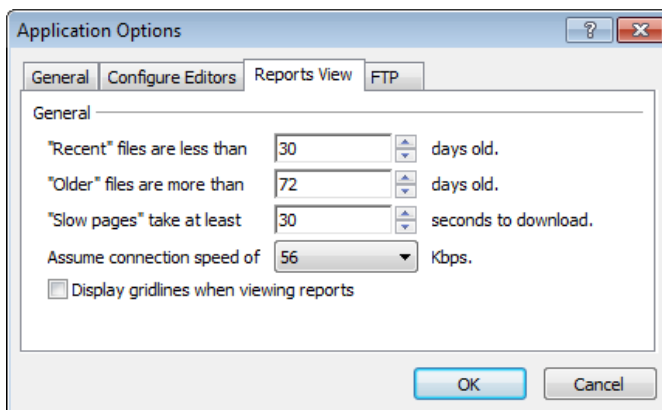 Application Options
General Configure Editors Reports View FTP
General
"Recent" files are less than 30 days old.
"Older" files are more than 72 days old.
"Slow pages" take at least 30 seconds to download.
Assume connection speed of 56 Kbps.
Display gridlines when viewing reports
OK Cancel